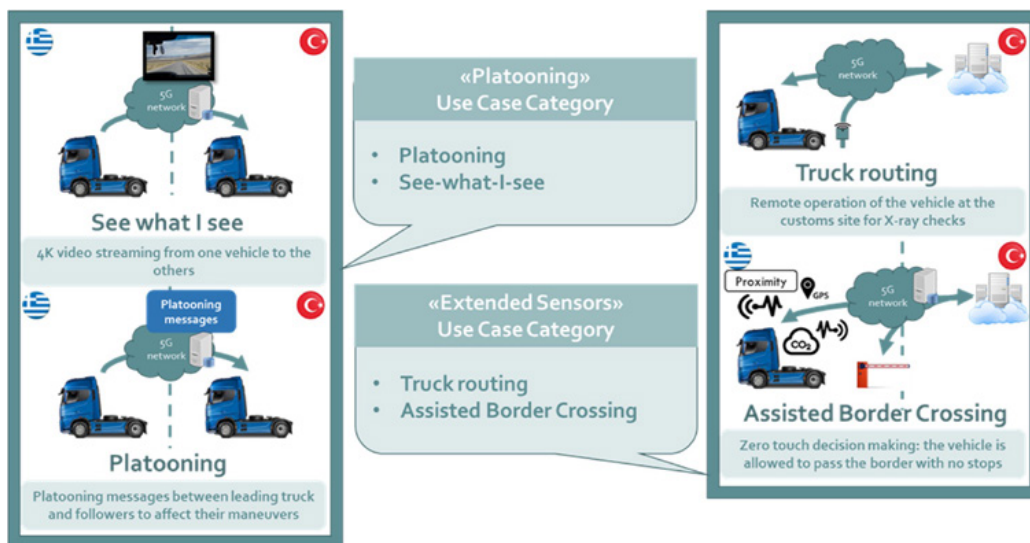 5G
network
See what I see
4K video streaming from one vehicle to the
others
Platooning
messages
5G
network
Platooning
Platooning messages between leading truck
and followers to affect their maneuvers
«Platooning»
Use Case Category
• Platooning
• See-what-I-see
«Extended Sensors»
Use Case Category
• Truck routing
• Assisted Border Crossing
5G
network
Truck routing
Remote operation of the vehicle at the
customs site for X-ray checks
Proximity
GPS
5G
network
CO2
Assisted Border Crossing
Zero touch decision making: the vehicle is
allowed to pass the border with no stops